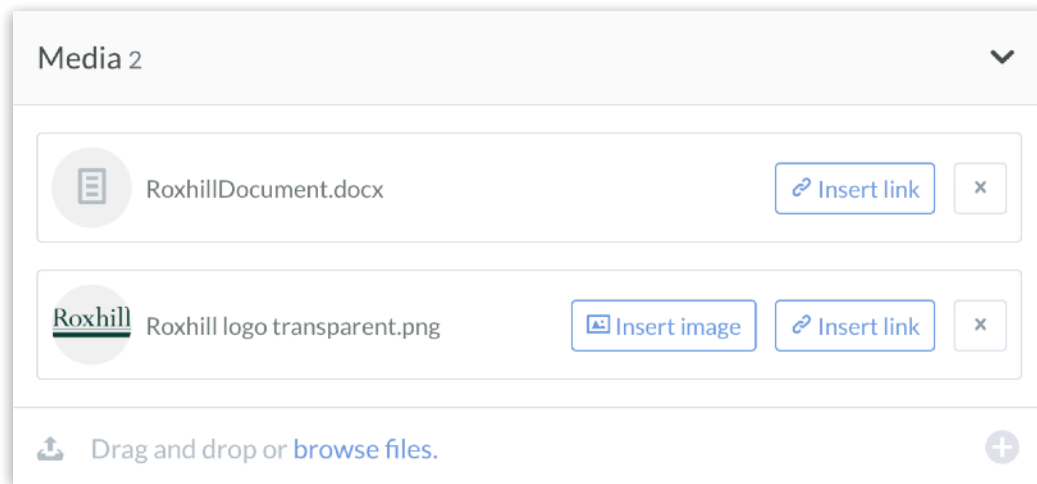 Media 2
RoxhillDocument.docx Insert link x
Roxhill Roxhill logo transparent.png Insert image Insert link x
Drag and drop or browse files.